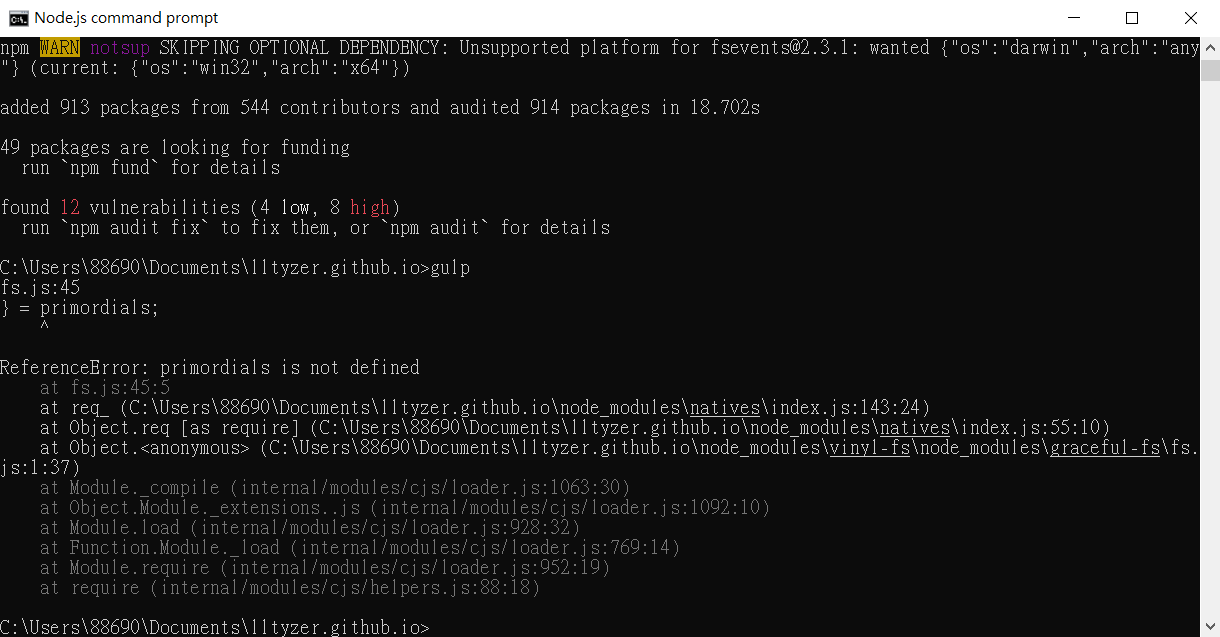 Node.js command prompt
npm WARN notsup SKIPPING OPTIONAL DEPENDENCY: Unsupported platform for fsevents@2.3.1: wanted {"os":"darwin","arch":"any
"} (current: {"os":"win32","arch":"x64"})
added 913 packages from 544 contributors and audited 914 packages in 18.702s
49 packages are looking for funding
  run `npm fund` for details
found 12 vulnerabilities (4 low, 8 high)
  run `npm audit fix` to fix them, or `npm audit` for details
C:\Users\88690\Documents\lltyzer.github.io>gulp
fs.js:45
} = primordials;
    ^
ReferenceError: primordials is not defined
    at fs.js:45:5
    at req_ (C:\Users\88690\Documents\lltyzer.github.io\node_modules\natives\index.js:143:24)
    at Object.req [as require] (C:\Users\88690\Documents\lltyzer.github.io\node_modules\natives\index.js:55:10)
    at Object.<anonymous> (C:\Users\88690\Documents\lltyzer.github.io\node_modules\vinyl-fs\node_modules\graceful-fs\fs.
js:1:37)
    at Module._compile (internal/modules/cjs/loader.js:1063:30)
    at Object.Module._extensions..js (internal/modules/cjs/loader.js:1092:10)
    at Module.load (internal/modules/cjs/loader.js:928:32)
    at Function.Module._load (internal/modules/cjs/loader.js:769:14)
    at Module.require (internal/modules/cjs/loader.js:952:19)
    at require (internal/modules/cjs/helpers.js:88:18)
C:\Users\88690\Documents\lltyzer.github.io>